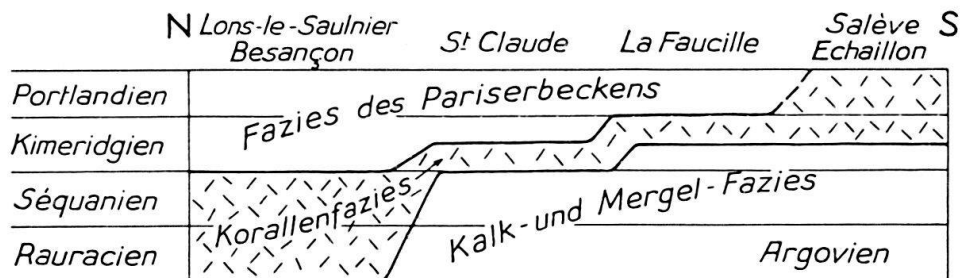 N Lons-le-Saulnier St Claude La Faucille Salève S
Besançon Echaillon
Portlandien
Fazies des Pariserbeckens
Kimeridgien
Séquanien
Korallenfazies
Kalk-und Mergel-Fazies
Rauracien
Argovien